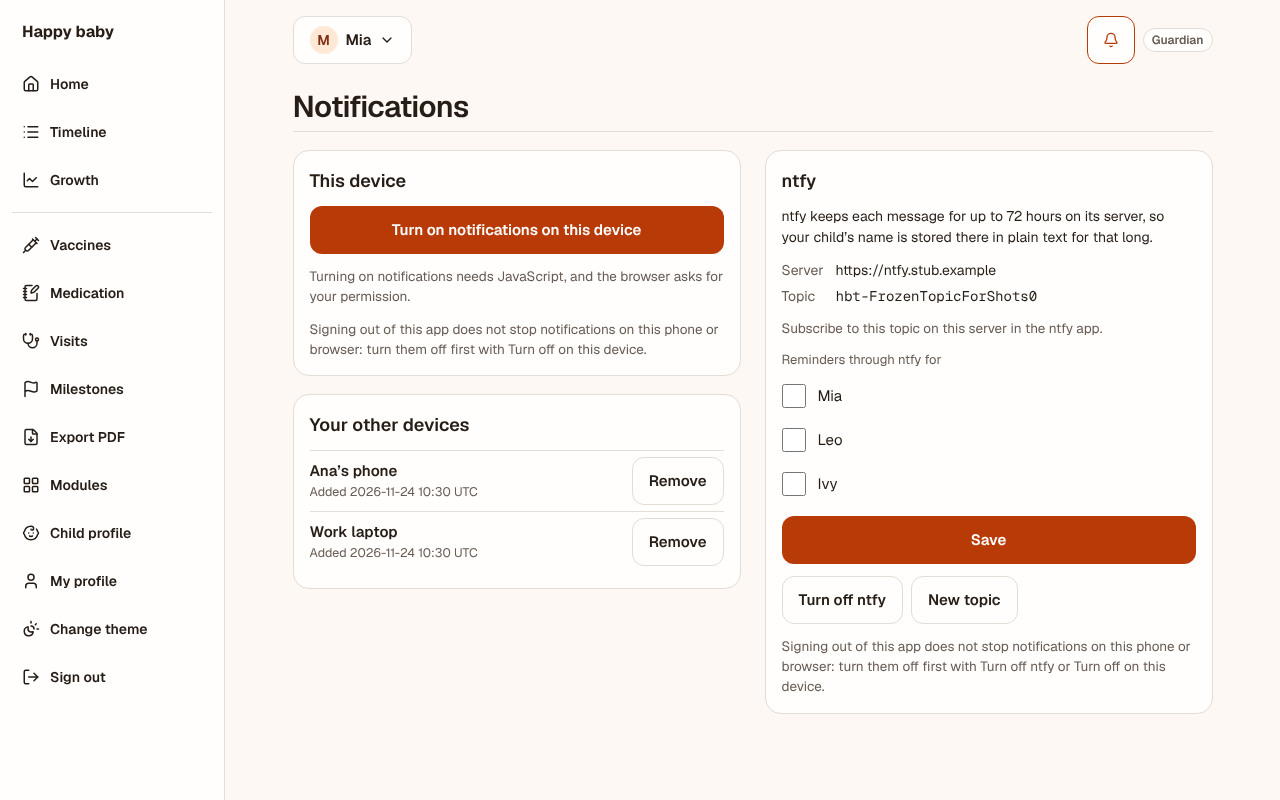 Happy baby
Home
Timeline
Growth
Vaccines
Medication
Visits
Milestones
Export PDF
Modules
Child profile
My profile
Change theme
Sign out
M Mia
Guardian
Notifications
This device
Turn on notifications on this device
Turning on notifications needs JavaScript, and the browser asks for
your permission.
Signing out of this app does not stop notifications on this phone or
browser: turn them off first with Turn off on this device.
Your other devices
Ana’s phone
Added 2026-11-24 10:30 UTC
Remove
Work laptop
Added 2026-11-24 10:30 UTC
Remove
ntfy
ntfy keeps each message for up to 72 hours on its server, so
your child’s name is stored there in plain text for that long.
Server https://ntfy.stub.example
Topic hbt-FrozenTopicForShots0
Subscribe to this topic on this server in the ntfy app.
Reminders through ntfy for
Mia
Leo
Ivy
Save
Turn off ntfy New topic
Signing out of this app does not stop notifications on this phone or
browser: turn them off first with Turn off ntfy or Turn off on this
device.